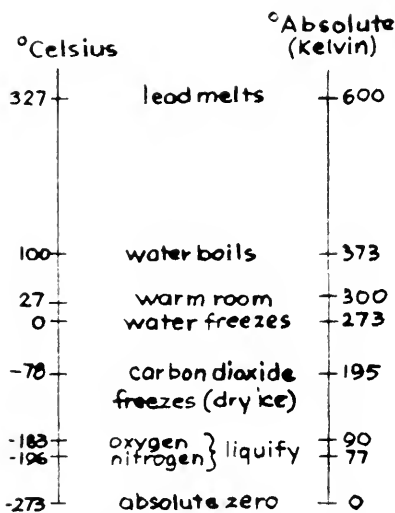 °Celsius
°Absolute
(Kelvin)
327 lead melts 600
100 water boils 373
27 warm room 300
0 water freezes 273
-78 carbon dioxide 195
freezes (dry ice)
-183 oxygen } liquify 90
-196 nitrogen } 77
-273 absolute zero 0